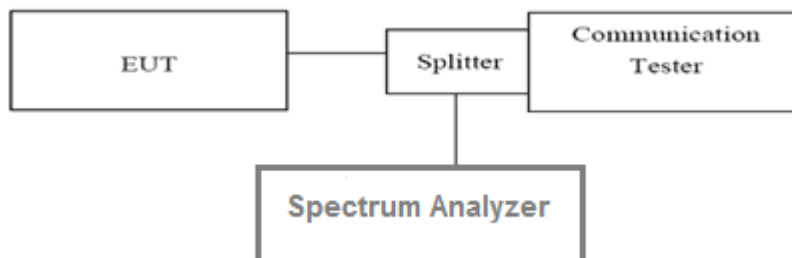 EUT
Splitter
Communication
Tester
Spectrum Analyzer